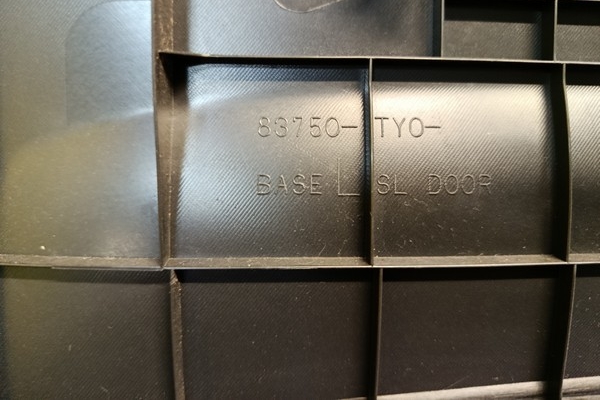 83750-TY0-
BASE L SL DOOR